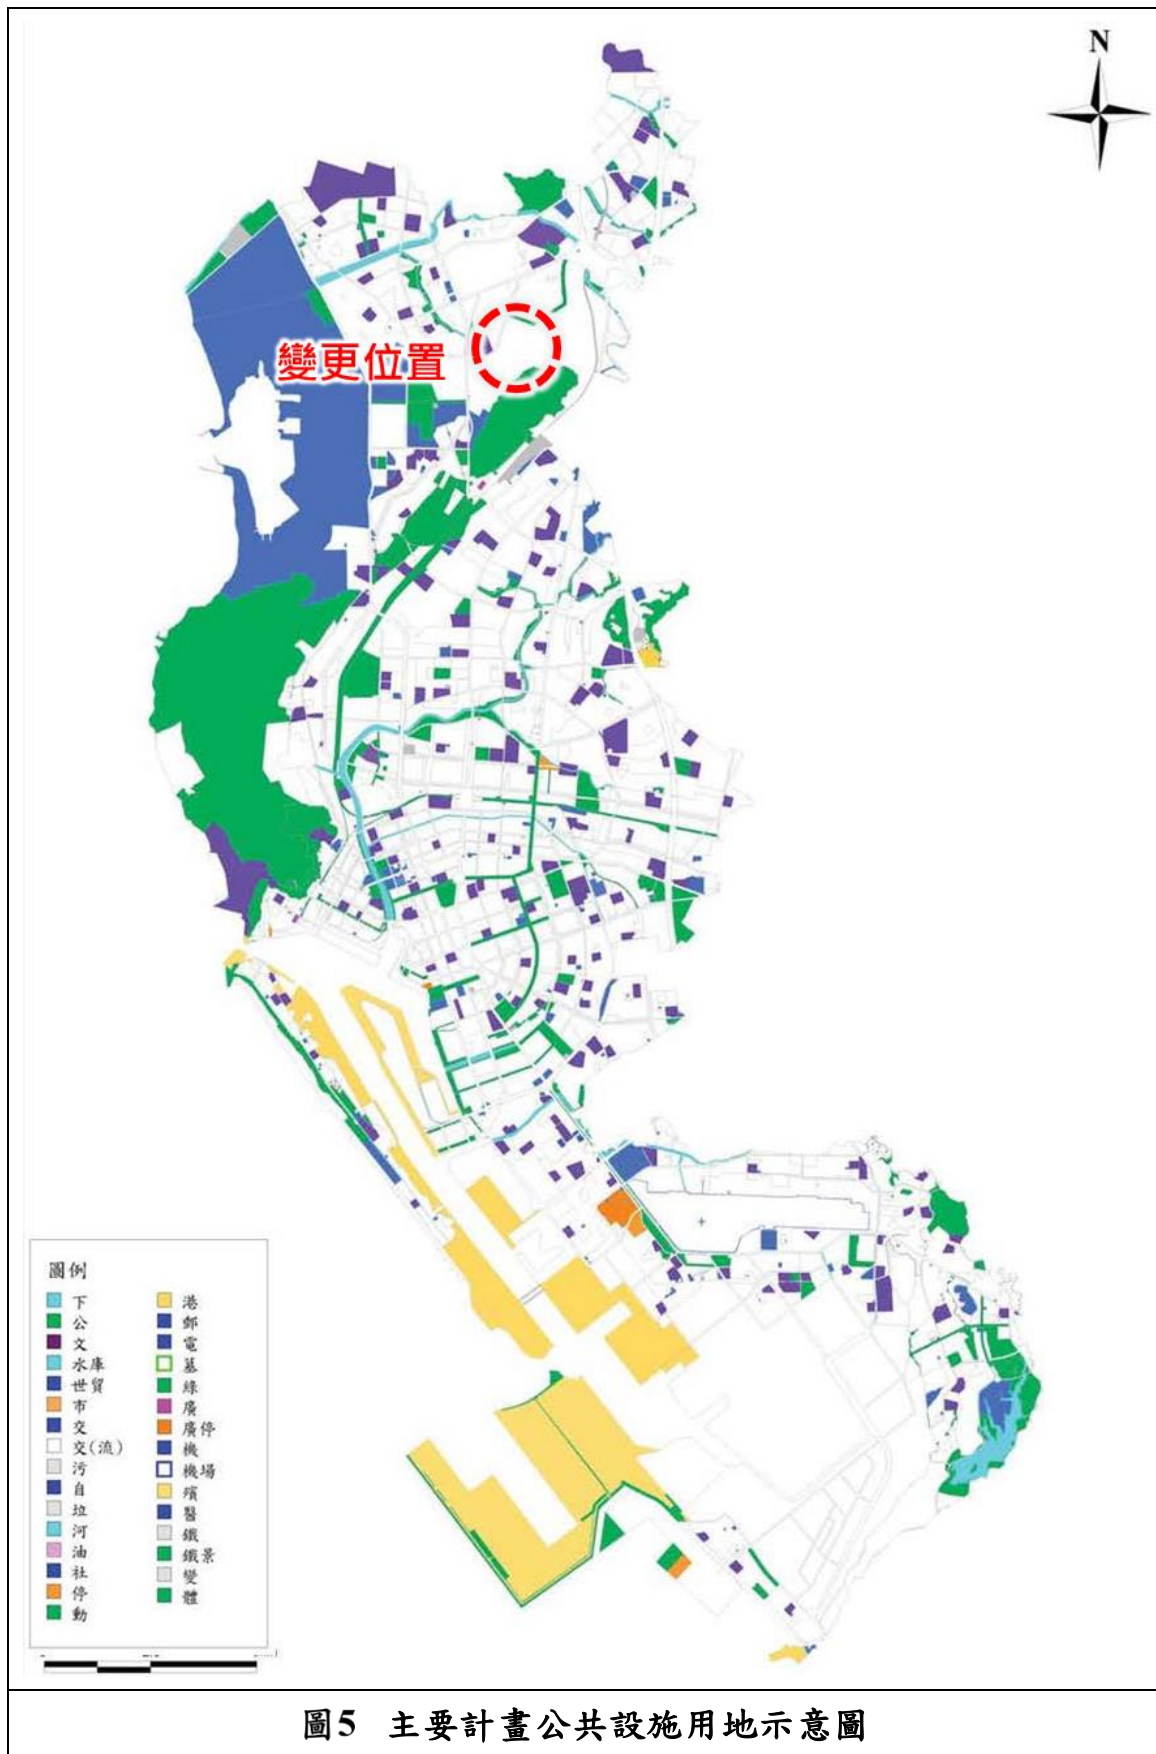 N
變更位置
圖例
下
公
文
水庫
世貿
市
交
交(流)
污
自
垃
河
油
社
停
動
港
郵
電
墓
綠
廣
廣停
機
機場
殯
醫
鐵
鐵景
變
體
圖5 主要計畫公共設施用地示意圖